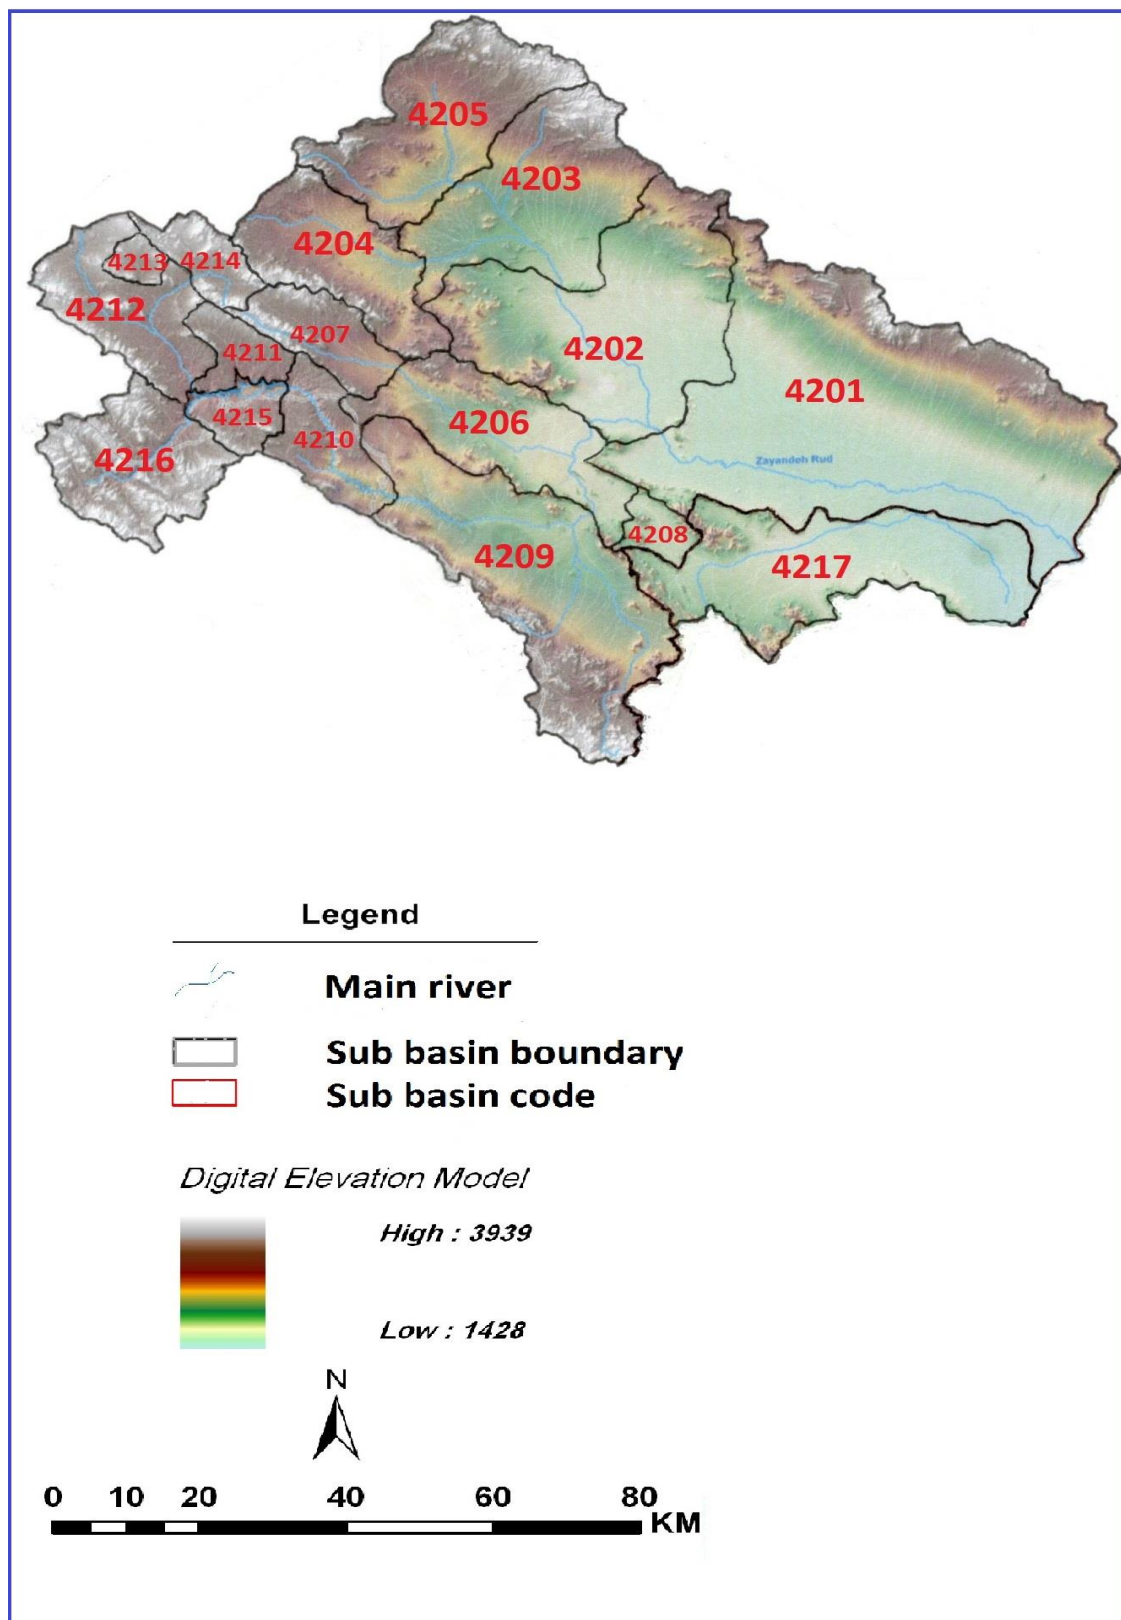 4205
4203
4204
4213
4214
4212
4207
4211
4202
4201
4215
4206
4210
4216
Zayandeh Rud
4208
4209
4217
Legend
Main river
Sub basin boundary
Sub basin code
Digital Elevation Model
High : 3939
Low : 1428
N
0 10 20 40 60 80
KM